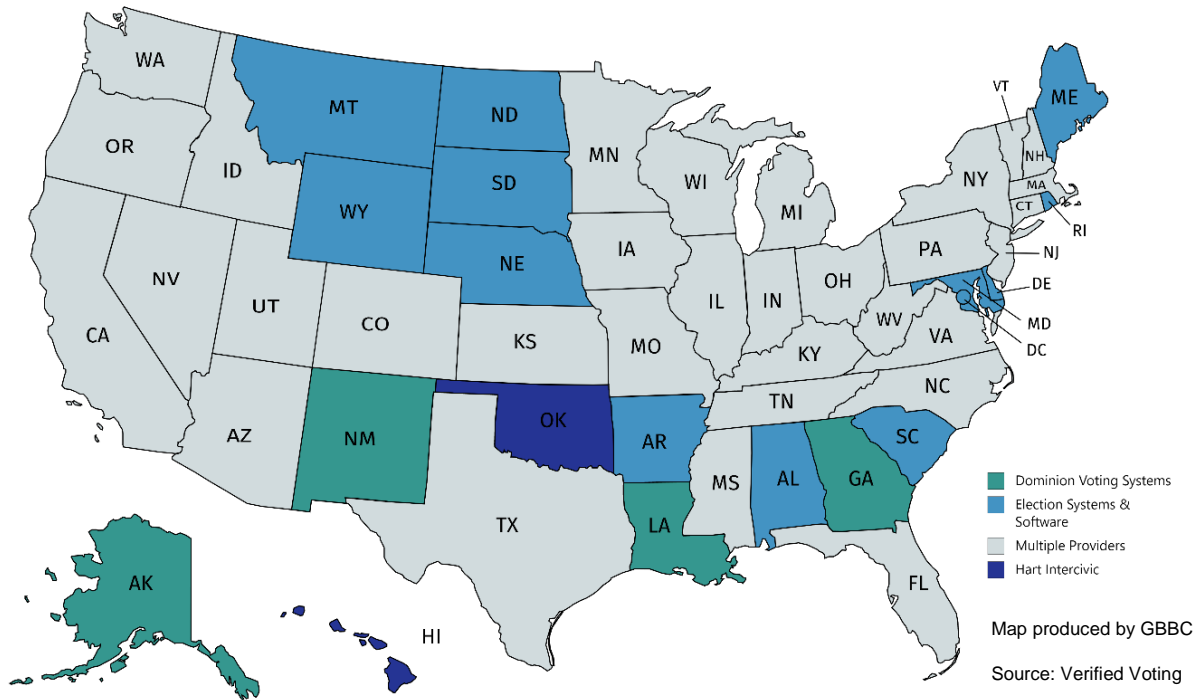 WA
MT
ND
MN
VT
ME
OR
ID
SD
WI
MI
NY
NH
MA
CT
RI
WY
NE
IA
PA
NJ
NV
UT
CO
KS
IL
IN
OH
WV
VA
DE
MD
DC
CA
MO
KY
AZ
NM
OK
AR
TN
NC
MS
AL
GA
SC
TX
LA
FL
AK
HI
Dominion Voting Systems
Election Systems &
Software
Multiple Providers
Hart Intercivic
Map produced by GBBC
Source: Verified Voting